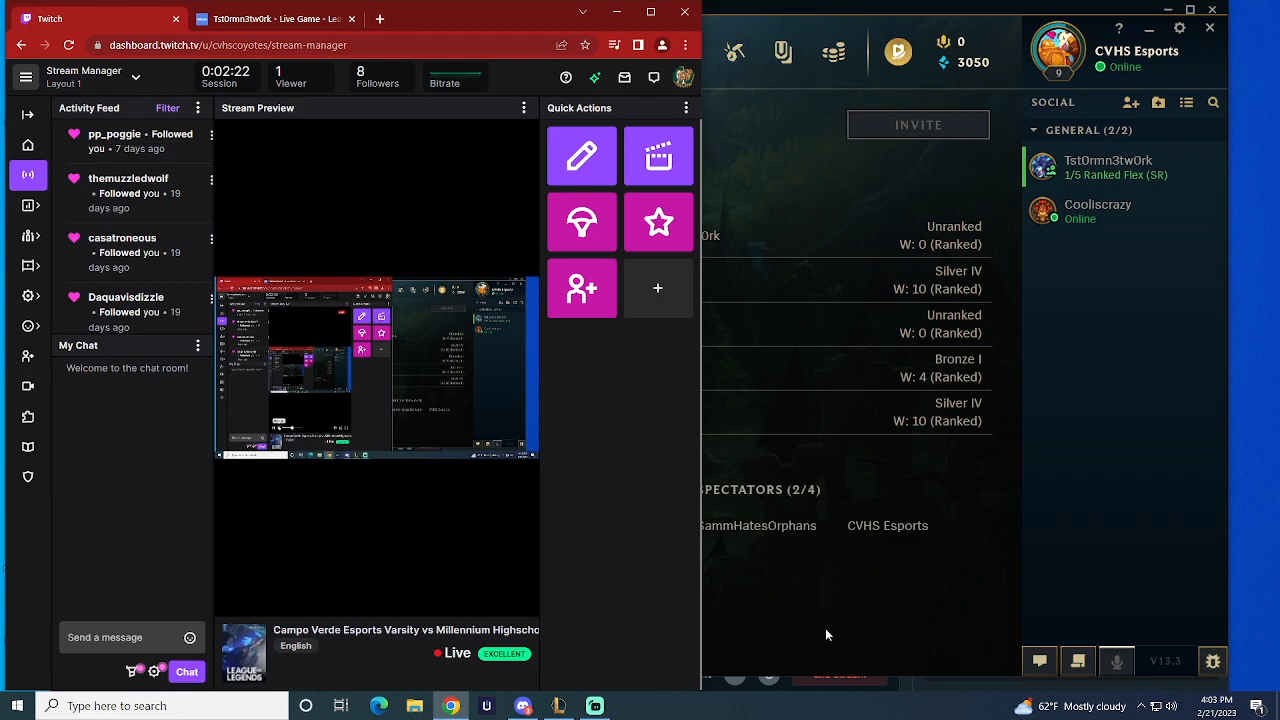 Twitch
Tst0rmn3tw0rk - Live Game - Lea
dashboard.twitch.tv/u/cvhscoyotes/stream-manager
Stream Manager
Layout 1
0:02:22
Session
1
Viewer
8
Followers
Bitrate
Activity Feed
Filter
Stream Preview
Quick Actions
pp_poggie • Followed
you • 7 days ago
themuzzledwolf
• Followed you • 19
days ago
casatroneous
• Followed you • 19
days ago
• Followed you • 19
days ago
My Chat
Welcome to the chat room!
Send a message
Chat
LEAGUE OF
LEGENDS
Campo Verde Esports Varsity vs Millennium Highscho
English
Live
EXCELLENT
0
3050
INVITE
0rk
Unranked
W: 0 (Ranked)
Silver IV
W: 10 (Ranked)
Unranked
W: 0 (Ranked)
Bronze I
W: 4 (Ranked)
Silver IV
W: 10 (Ranked)
SPECTATORS (2/4)
SammHatesOrphans
CVHS Esports
CVHS Esports
Online
9
SOCIAL
GENERAL (2/2)
Tst0rmn3tw0rk
1/5 Ranked Flex (SR)
Cooliscrazy
Online
V13.3
Type here to search
62°F Mostly cloudy
4:03 PM
2/21/2023